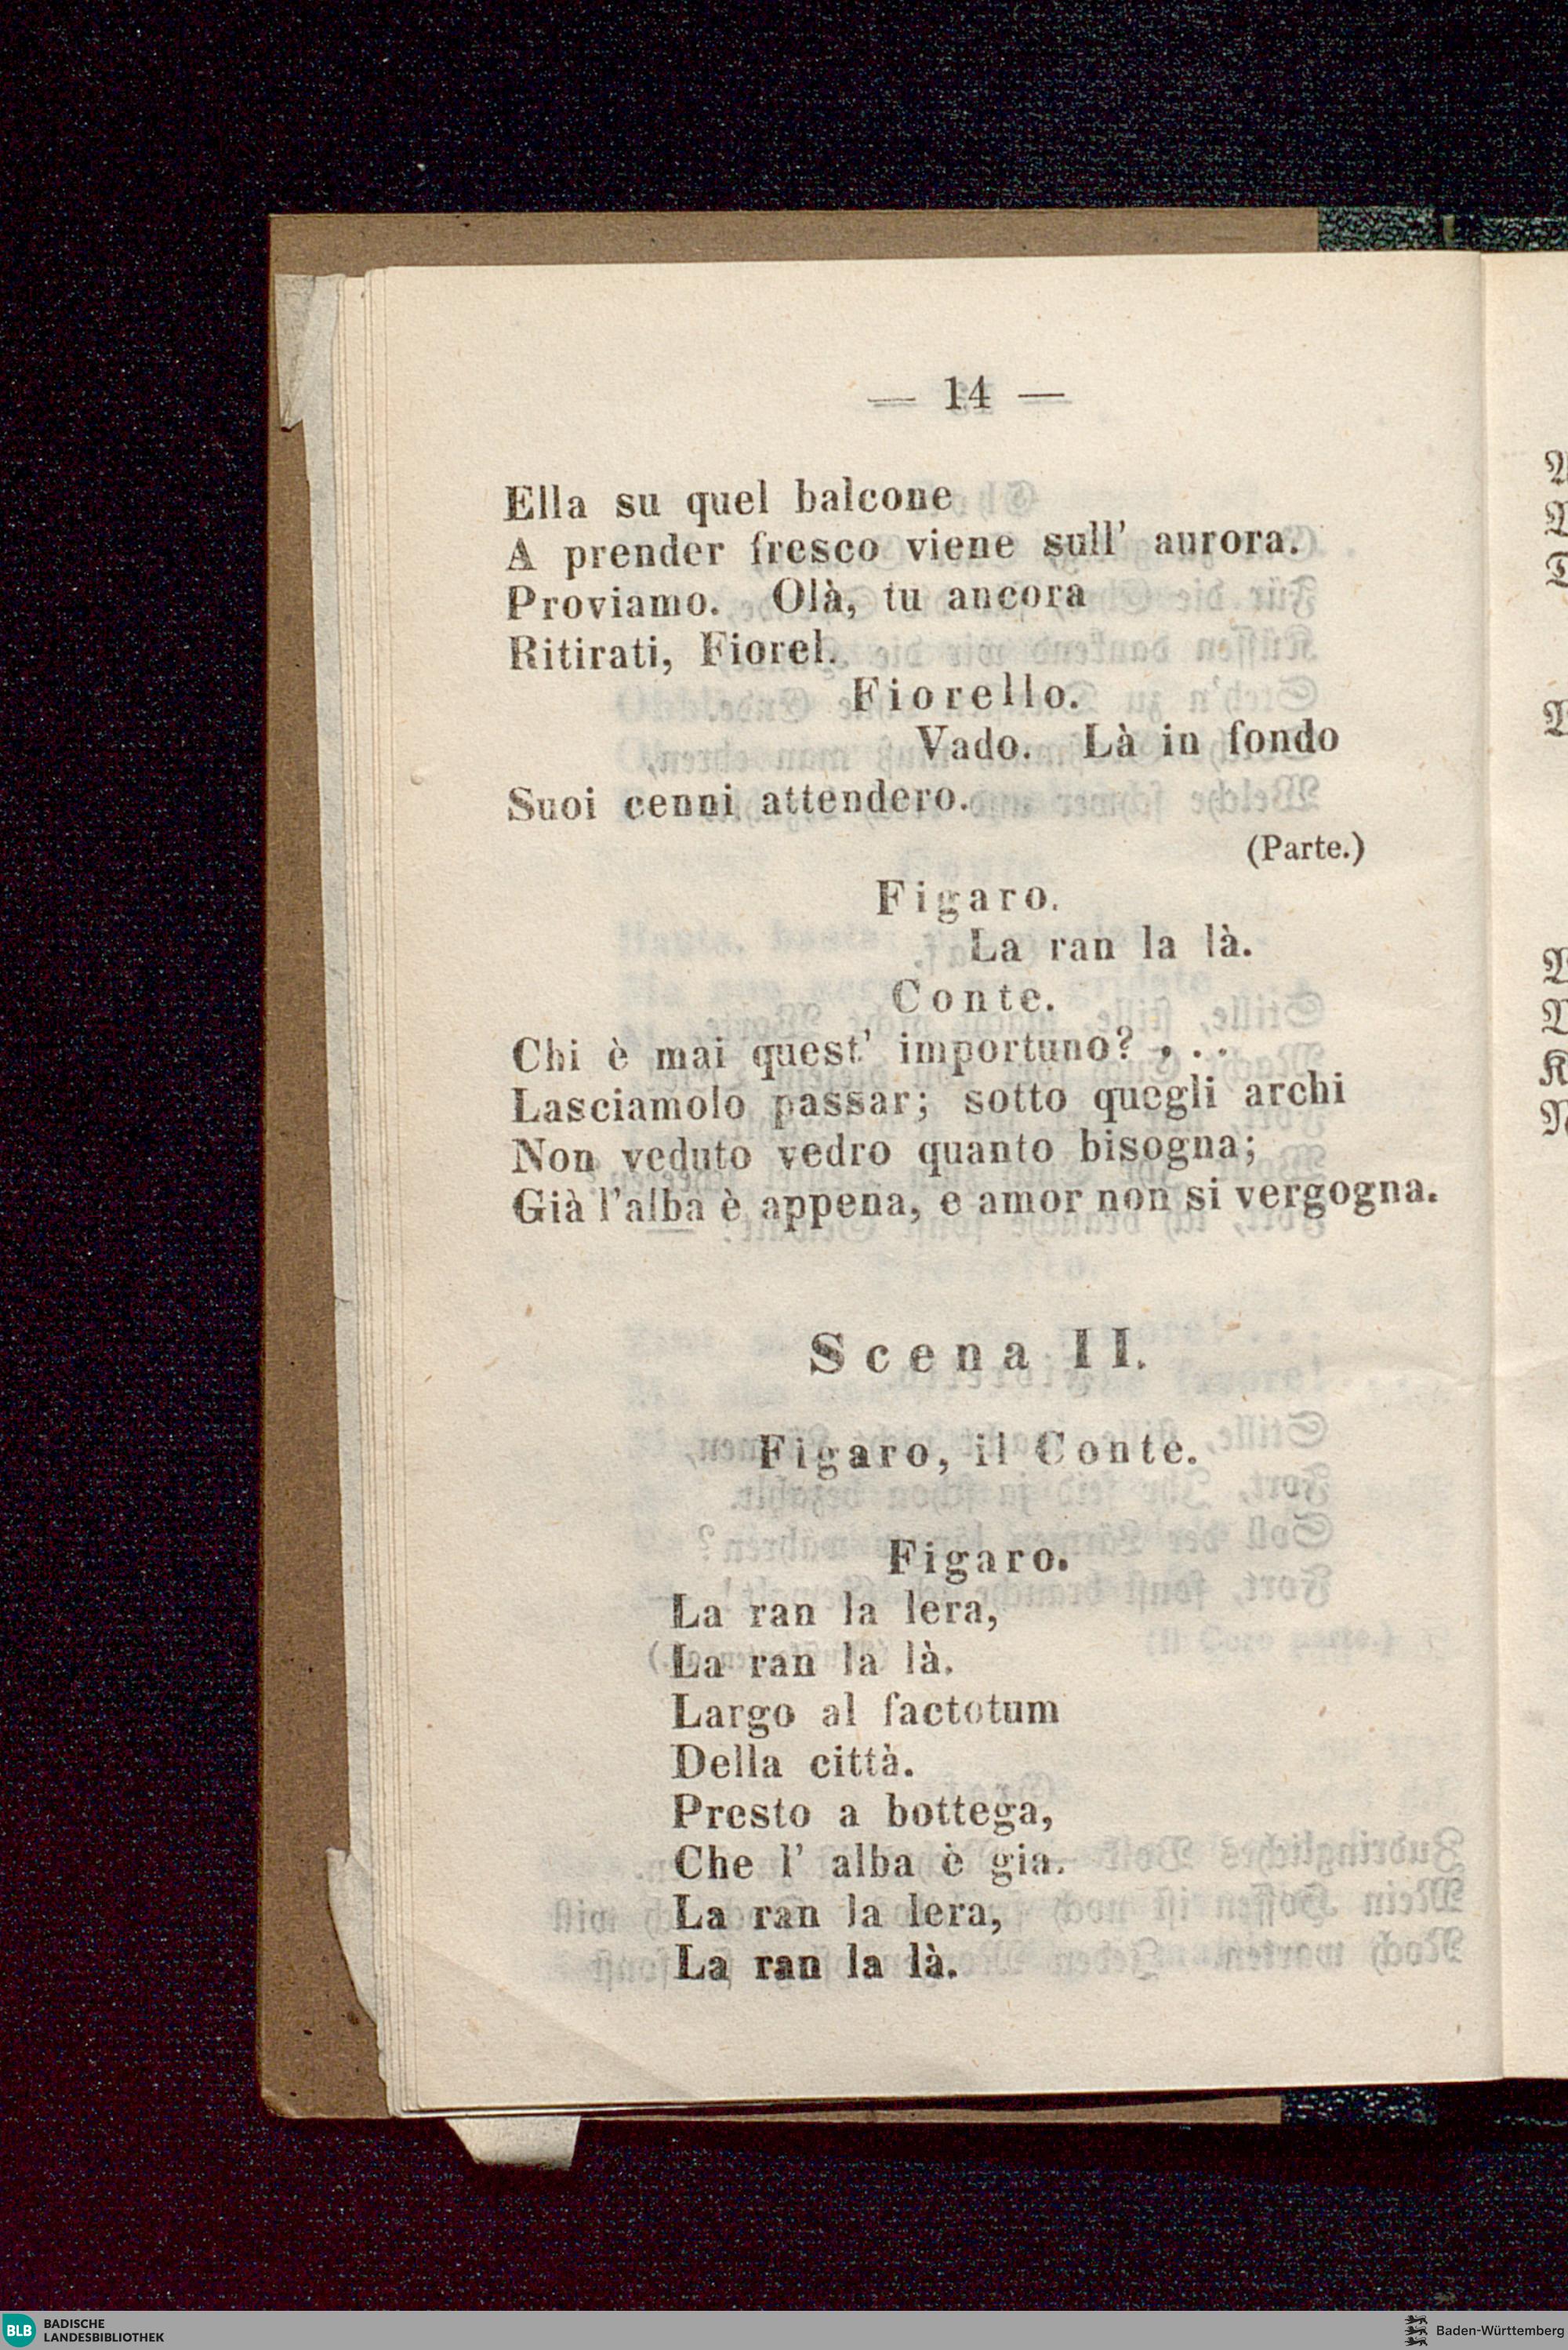 — 14 —
Ella su quel balcone
A prender fresco viene sull' aurora.
Proviamo. Olà, tu ancora
Ritirati, Fiorel.
Fiorello.
Vado. Là in fondo
Suoi cenni attendero.
(Parte.)
Figaro.
La ran la là.
Conte.
Chi è mai quest' importuno? . . .
Lasciamolo passar; sotto quegli archi
Non veduto vedro quanto bisogna;
Già l'alba è appena, e amor non si vergogna.
Scena II.
Figaro, il Conte.
Figaro.
La ran la lera,
La ran la là.
Largo al factotum
Della città.
Presto a bottega,
Che l' alba è gia.
La ran la lera,
La ran la là.
BLB BADISCHE
LANDESBIBLIOTHEK
Baden-Württemberg